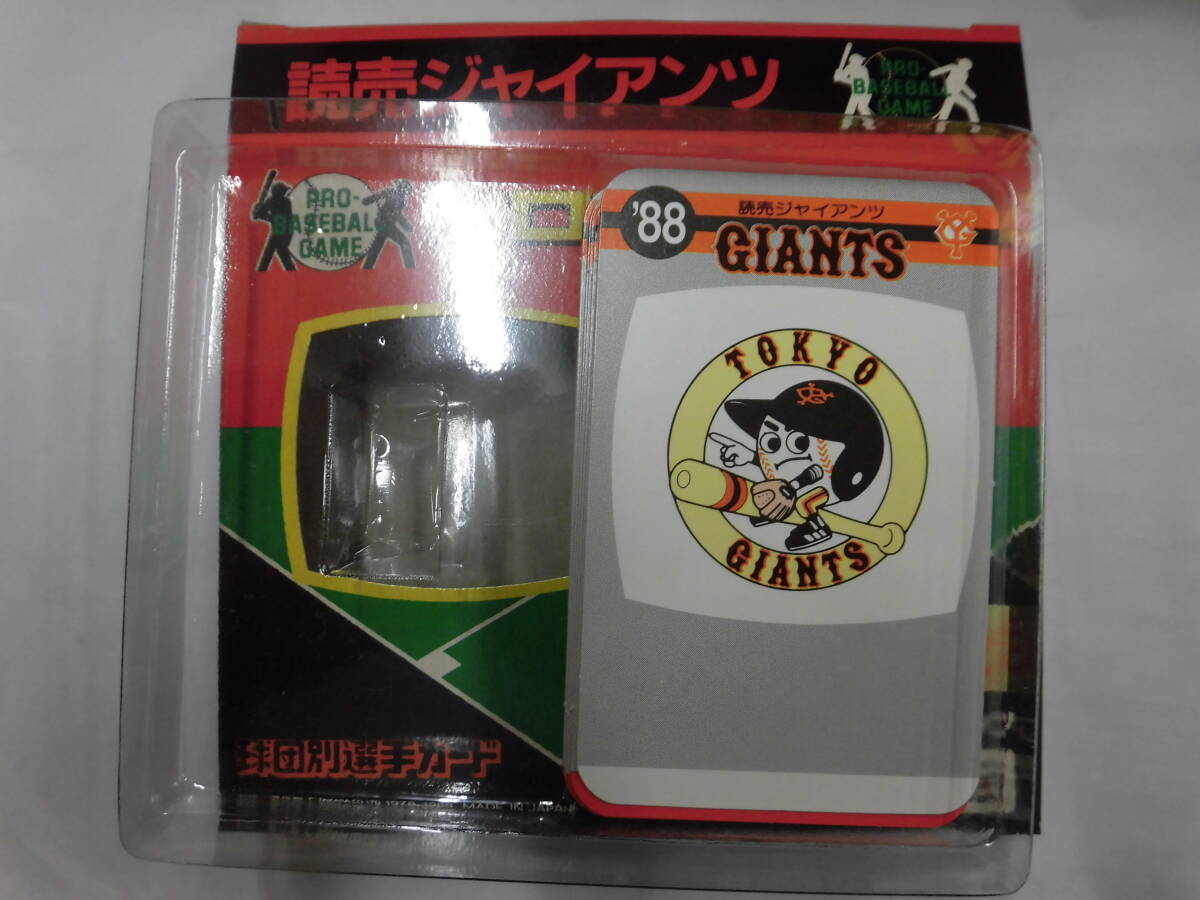 読売ジャイアンツ
PRO-
BASEBALL
GAME
PRO-
BASEBALL
GAME
'88
読売ジャイアンツ
GIANTS
TOKYO
GIANTS
球団別選手カード
MADE IN JAPAN